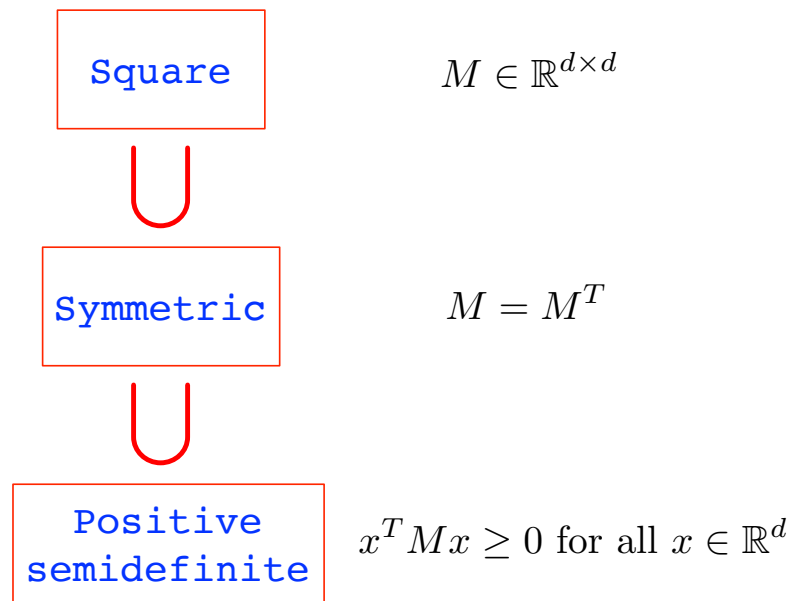 Square
M ∈ ℝ^{d×d}
∪
Symmetric
M = M^T
∪
Positive
semidefinite
x^T M x ≥ 0 for all x ∈ ℝ^d